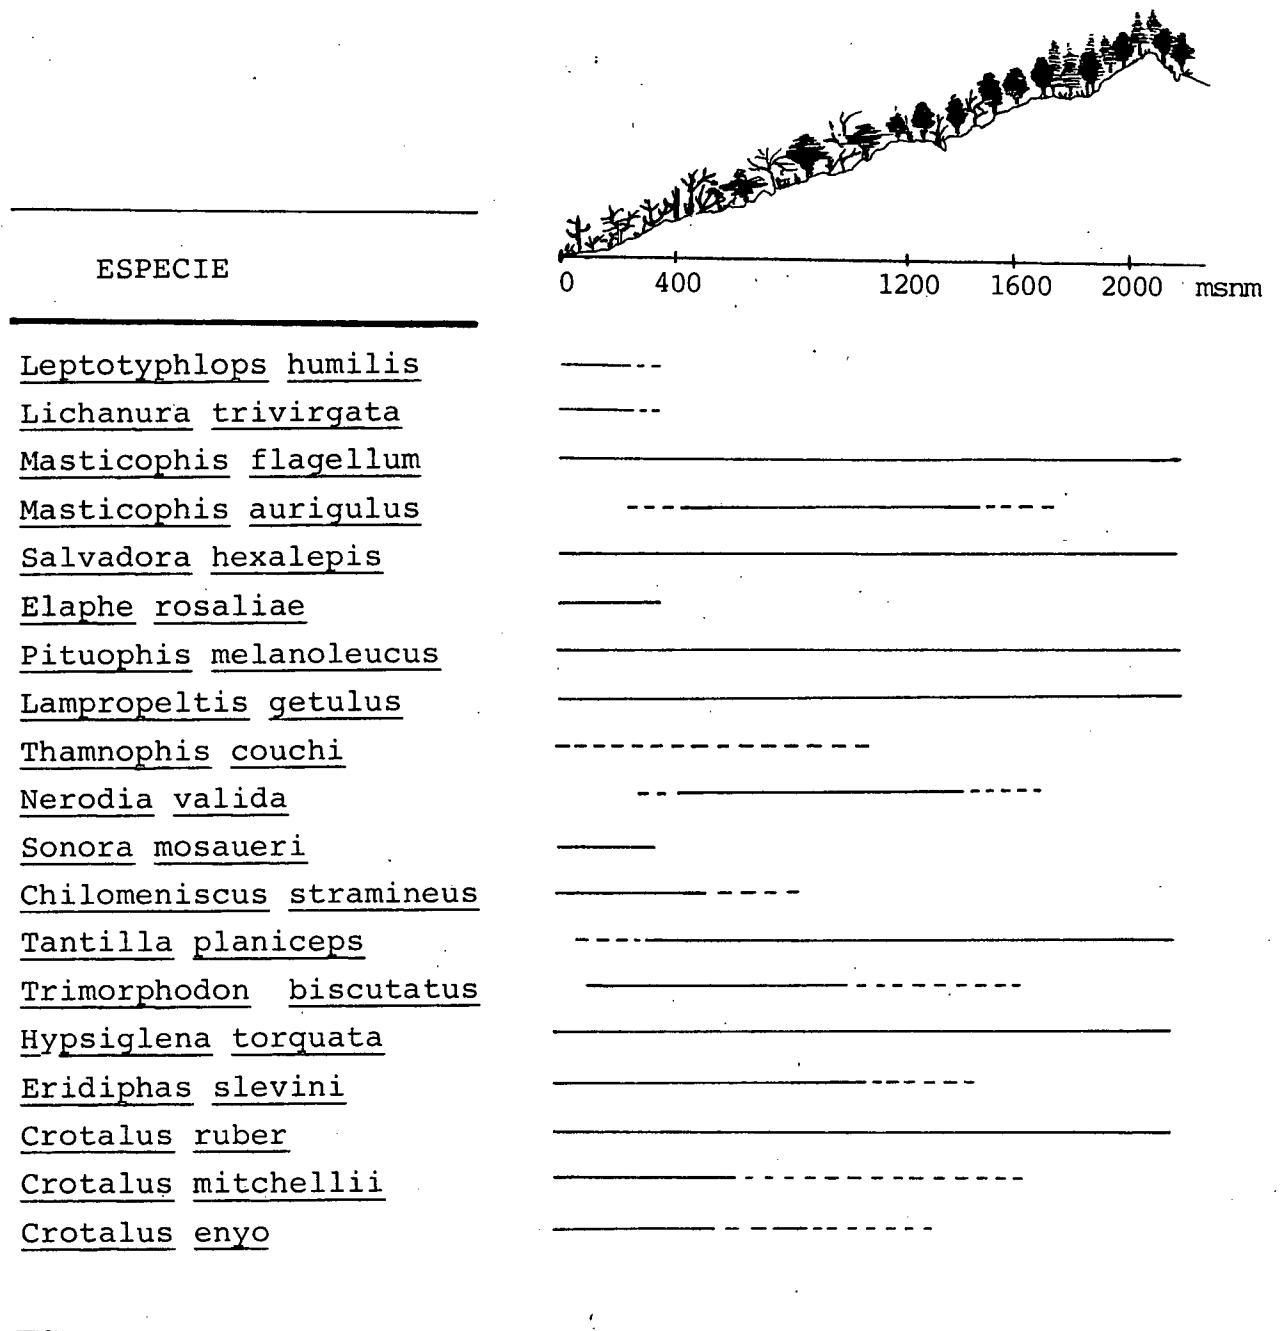 ESPECIE
0 400 1200 1600 2000 msnm
Leptotyphlops humilis
Lichanura trivirgata
Masticophis flagellum
Masticophis aurigulus
Salvadora hexalepis
Elaphe rosaliae
Pituophis melanoleucus
Lampropeltis getulus
Thamnophis couchi
Nerodia valida
Sonora mosaueri
Chilomeniscus stramineus
Tantilla planiceps
Trimorphodon biscutatus
Hypsiglena torquata
Eridiphas slevini
Crotalus ruber
Crotalus mitchellii
Crotalus enyo